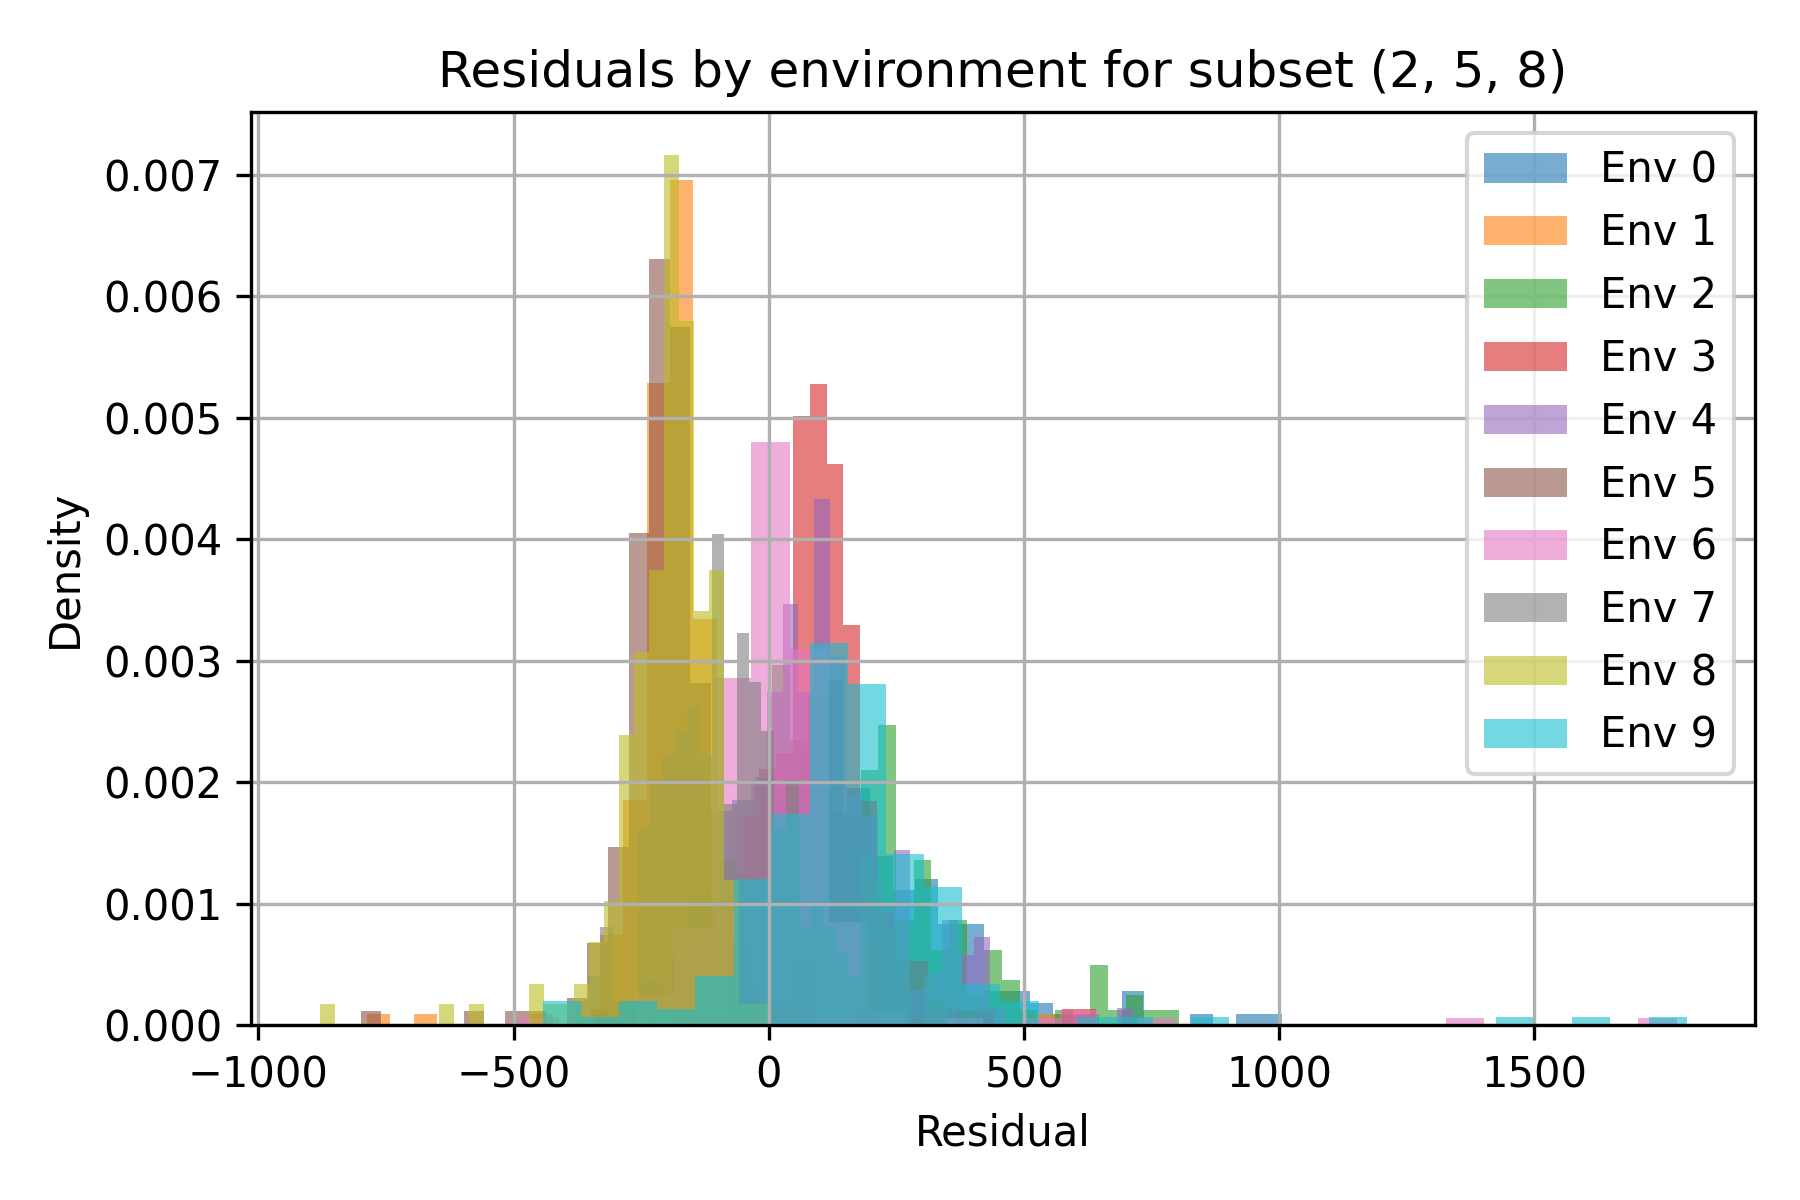 Residuals by environment for subset (2, 5, 8)
Density
0.007
0.006
0.005
0.004
0.003
0.002
0.001
0.000
−1000
−500
0
500
1000
1500
Residual
Env 0
Env 1
Env 2
Env 3
Env 4
Env 5
Env 6
Env 7
Env 8
Env 9